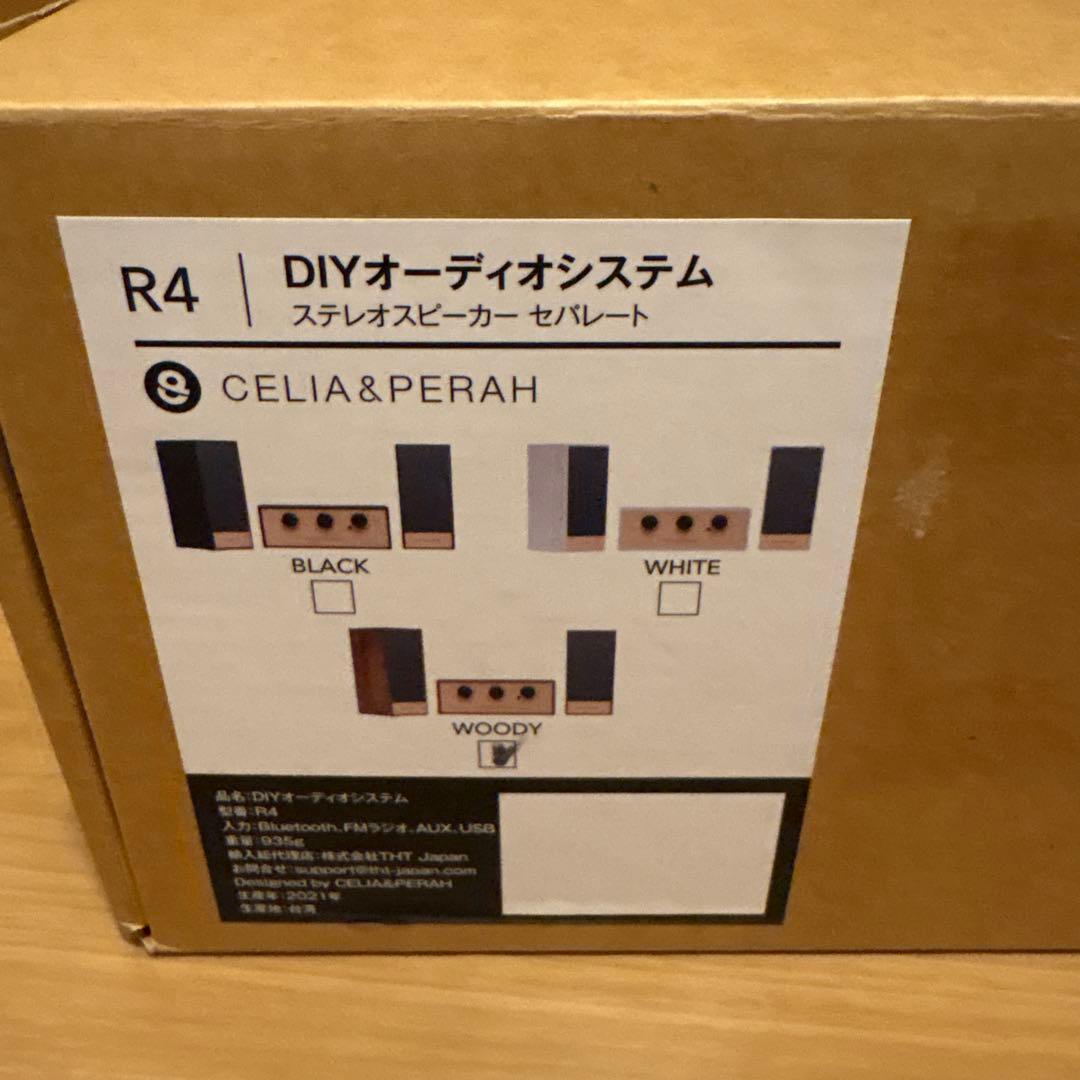 R4
DIYオーディオシステム
ステレオスピーカー セパレート
CELIA&PERAH
BLACK
WHITE
WOODY
品名:DIYオーディオシステム
型番:R4
入力:Bluetooth、FMラジオ、AUX、USB
重量:935g
輸入総代理店:株式会社THT Japan
お問合せ:support@tht-japan.com
Designed by CELIA&PERAH
生産年:2021年
生産地:台湾